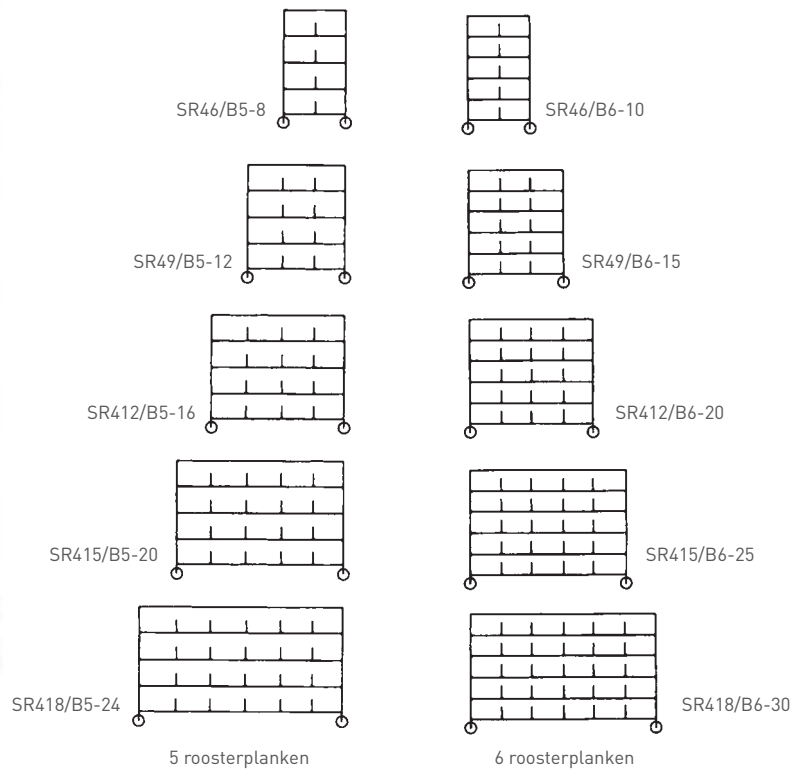 SR46/B5-8
SR46/B6-10
SR49/B5-12
SR49/B6-15
SR412/B5-16
SR412/B6-20
SR415/B5-20
SR415/B6-25
SR418/B5-24
SR418/B6-30
5 roosterplanken
6 roosterplanken